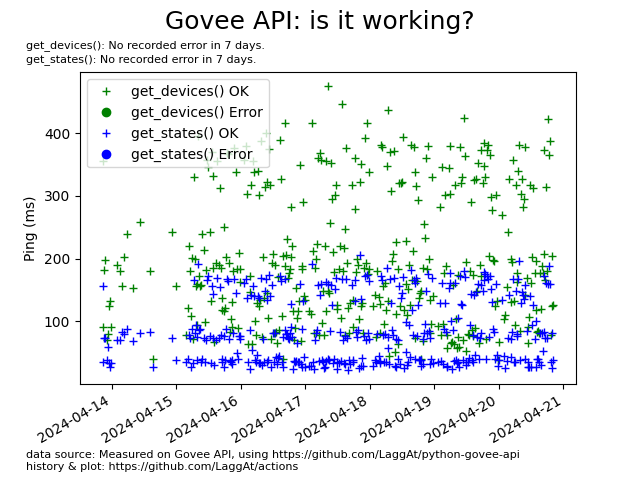 Govee API: is it working?
get_devices(): No recorded error in 7 days.
get_states(): No recorded error in 7 days.
get_devices() OK
get_devices() Error
get_states() OK
get_states() Error
Ping (ms)
400
300
200
100
2024-04-14
2024-04-15
2024-04-16
2024-04-17
2024-04-18
2024-04-19
2024-04-20
2024-04-21
data source: Measured on Govee API, using https://github.com/LaggAt/python-govee-api
history & plot: https://github.com/LaggAt/actions